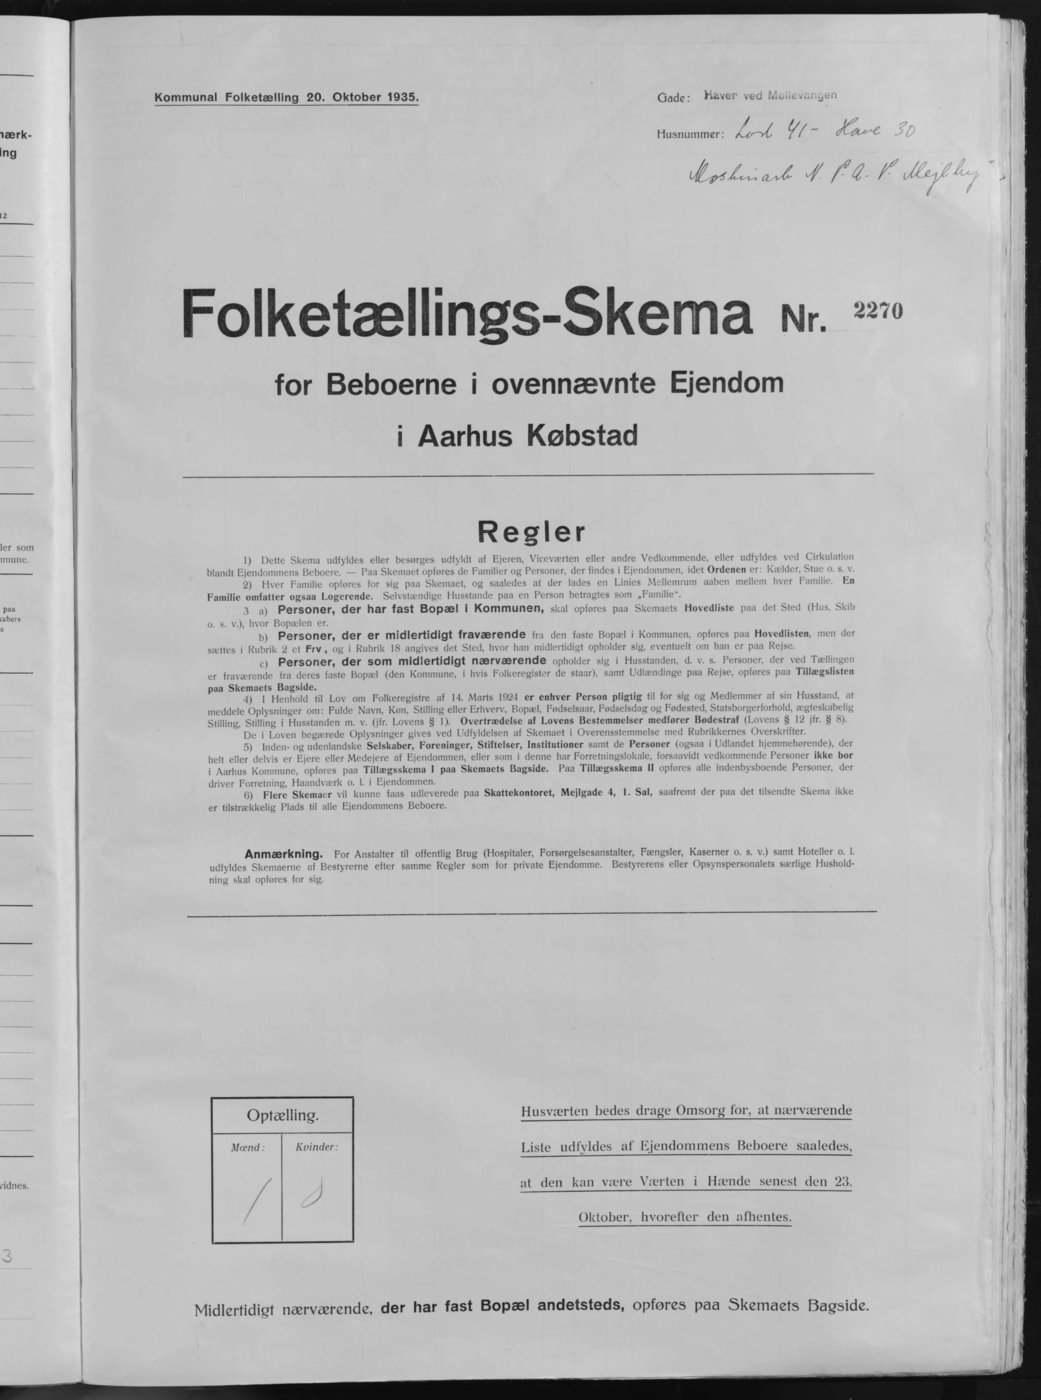 Kommunal Folketælling 20. Oktober 1935.
Gade: Haver ved Møllevangen
Husnummer: Lod 41 - Have 30
N. P. A. P. Mejlby
Folketællings-Skema Nr. 2270
for Beboerne i ovennævnte Ejendom
i Aarhus Købstad
Regler
1) Dette Skema udfyldes eller besørges udfyldt af Ejeren, Viceværten eller andre Vedkommende, eller udfyldes ved Cirkulation
blandt Ejendommens Beboere. — Paa Skemaet opføres de Familier og Personer, der findes i Ejendommen, idet Ordenen er: Kælder, Stue o. s. v.
2) Hver Familie opføres for sig paa Skemaet, og saaledes at der lades en Linies Mellemrum aaben mellem hver Familie. En
Familie omfatter ogsaa Logerende. Selvstændige Husstande paa en Person betragtes som „Familie“.
3 a) Personer, der har fast Bopæl i Kommunen, skal opføres paa Skemaets Hovedliste paa det Sted (Hus, Skib
o. s. v.), hvor Bopælen er.
b) Personer, der er midlertidigt fraværende fra den faste Bopæl i Kommunen, opføres paa Hovedlisten, men der
sættes i Rubrik 2 et Frv, og i Rubrik 18 angives det Sted, hvor han midlertidigt opholder sig, eventuelt om han er paa Rejse.
c) Personer, der som midlertidigt nærværende opholder sig i Husstanden, d. v. s. Personer, der ved Tællingen
er fraværende fra deres faste Bopæl (den Kommune, i hvis Folkeregister de staar), samt Udlændinge paa Rejse, opføres paa Tillægslisten
paa Skemaets Bagside.
4) I Henhold til Lov om Folkeregistre af 14. Marts 1924 er enhver Person pligtig til for sig og Medlemmer af sin Husstand, at
meddele Oplysninger om: Fulde Navn, Køn, Stilling eller Erhverv, Bopæl, Fødselsaar, Fødselsdag og Fødested, Statsborgerforhold, ægteskabelig
Stilling, Stilling i Husstanden m. v. (jfr. Lovens § 1). Overtrædelse af Lovens Bestemmelser medfører Bødestraf (Lovens § 12 jfr. § 8).
De i Loven begærede Oplysninger gives ved Udfyldelsen af Skemaet i Overensstemmelse med Rubrikkernes Overskrifter.
5) Inden- og udenlandske Selskaber, Foreninger, Stiftelser, Institutioner samt de Personer (ogsaa i Udlandet hjemmehørende), der
helt eller delvis er Ejere eller Medejere af Ejendommen, eller som i denne har Forretningslokale, forsaavidt vedkommende Personer ikke bor
i Aarhus Kommune, opføres paa Tillægsskema I paa Skemaets Bagside. Paa Tillægsskema II opføres alle indenbysboende Personer, der
driver Forretning, Haandværk o. l. i Ejendommen.
6) Flere Skemaer vil kunne faas udleverede paa Skattekontoret, Mejlgade 4, 1. Sal, saafremt der paa det tilsendte Skema ikke
er tilstrækkelig Plads til alle Ejendommens Beboere.
Anmærkning. For Anstalter til offentlig Brug (Hospitaler, Forsørgelsesanstalter, Fængsler, Kaserner o. s. v.) samt Hoteller o. l.
udfyldes Skemaerne af Bestyrerne efter samme Regler som for private Ejendomme. Bestyrerens eller Opsynspersonalets særlige Hushold-
ning skal opføres for sig.
Optælling.
Mænd: Kvinder:
1 0
Husværten bedes drage Omsorg for, at nærværende
Liste udfyldes af Ejendommens Beboere saaledes,
at den kan være Værten i Hænde senest den 23.
Oktober, hvorefter den afhentes.
Midlertidigt nærværende, der har fast Bopæl andetsteds, opføres paa Skemaets Bagside.